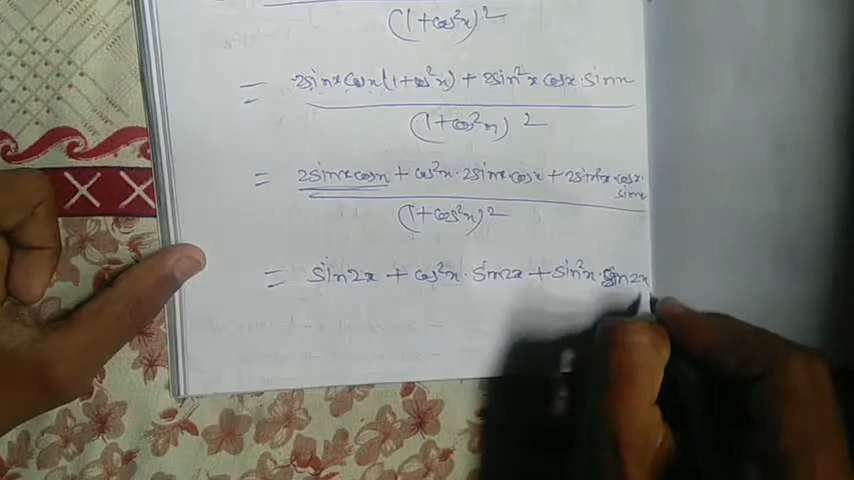 (1+cos²x)²
= 2sinx cosx(1+cos²x) + 2sin²x cosx · sinx
(1+cos²x)²
= 2sinx cosx + cos²x · 2sinx cosx + 2sin²x cosx · sinx
(1+cos²x)²
= sin2x + cos²x · sin2x + sin²x · sin2x